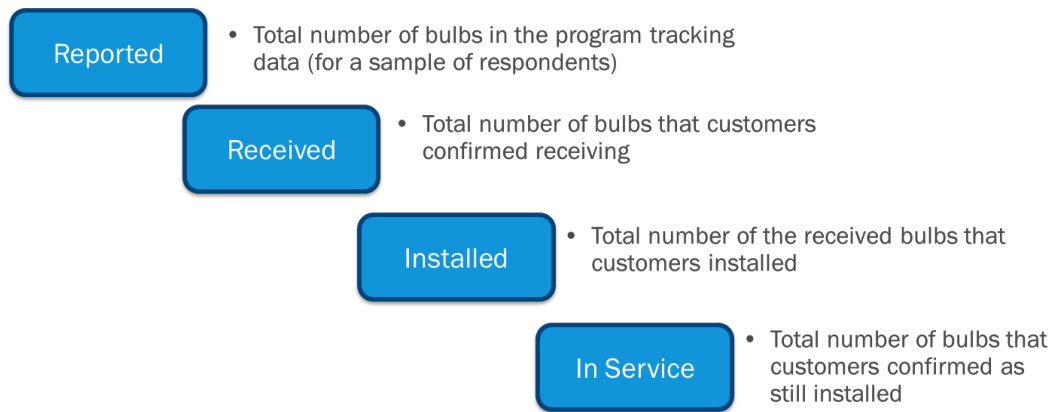 Reported
• Total number of bulbs in the program tracking
data (for a sample of respondents)
Received
• Total number of bulbs that customers
confirmed receiving
Installed
• Total number of the received bulbs that
customers installed
In Service
• Total number of bulbs that
customers confirmed as
still installed